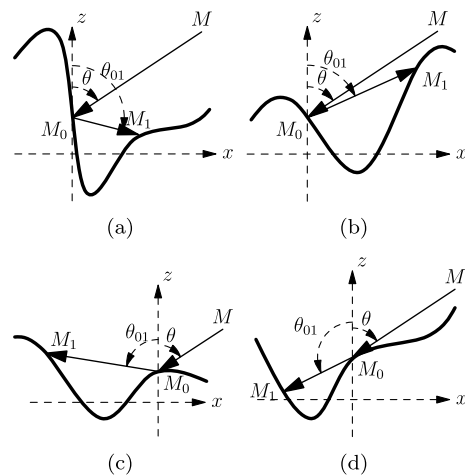 z M z M
θ₀₁ θ₀₁
θ θ
M₁ M₁
M₀ M₀
x x
(a) (b)
z z
M M
θ₀₁ θ θ₀₁ θ
M₁
M₀ M₀
M₁
x x
(c) (d)